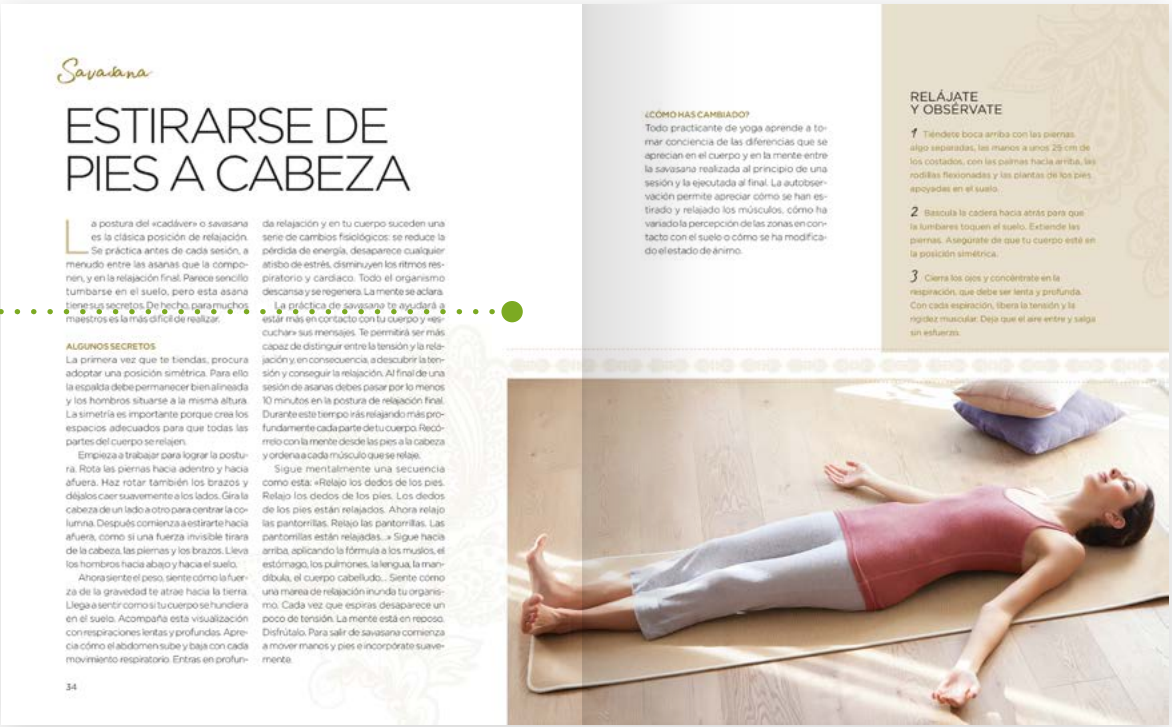 Savasana
ESTIRARSE DE
PIES A CABEZA
La postura del «cadáver» o savasana
es la clásica posición de relajación.
Se práctica antes de cada sesión, a
menudo entre las asanas que la compo-
nen, y en la relajación final. Parece sencillo
tumbarse en el suelo, pero esta asana
tiene sus secretos. De hecho, para muchos
maestros es la más difícil de realizar.
ALGUNOS SECRETOS
La primera vez que te tiendas, procura
adoptar una posición simétrica. Para ello
la espalda debe permanecer bien alineada
y los hombros situarse a la misma altura.
La simetría es importante porque crea los
espacios adecuados para que todas las
partes del cuerpo se relajen.
Empieza a trabajar para lograr la postu-
ra. Rota las piernas hacia adentro y hacia
afuera. Haz rotar también los brazos y
déjalos caer suavemente a los lados. Gira la
cabeza de un lado a otro para centrar la co-
lumna. Después comienza a estirarte hacia
afuera, como si una fuerza invisible tirara
de la cabeza, las piernas y los brazos. Lleva
los hombros hacia abajo y hacia el suelo.
Ahora siente el peso, siente cómo la fuer-
za de la gravedad te atrae hacia la tierra.
Llega a sentir como si tu cuerpo se hundiera
en el suelo. Acompaña esta visualización
con respiraciones lentas y profundas. Apre-
cia cómo el abdomen sube y baja con cada
movimiento respiratorio. Entras en profun-
da relajación y en tu cuerpo suceden una
serie de cambios fisiológicos: se reduce la
pérdida de energía, desaparece cualquier
atisbo de estrés, disminuyen los ritmos res-
piratorio y cardíaco. Todo el organismo
descansa y se regenera. La mente se aclara.
La práctica de savasana te ayudará a
estar más en contacto con tu cuerpo y «es-
cuchar» sus mensajes. Te permitirá ser más
capaz de distinguir entre la tensión y la rela-
jación y, en consecuencia, a descubrir la ten-
sión y conseguir la relajación. Al final de una
sesión de asanas debes pasar por lo menos
10 minutos en la postura de relajación final.
Durante este tiempo irás relajando más pro-
fundamente cada parte de tu cuerpo. Recó-
rrelo con la mente desde las pies a la cabeza
y ordena a cada músculo que se relaje.
Sigue mentalmente una secuencia
como esta: «Relajo los dedos de los pies.
Relajo los dedos de los pies. Los dedos
de los pies están relajados. Ahora relajo
las pantorrillas. Relajo las pantorrillas. Las
pantorrillas están relajadas...» Sigue hacia
arriba, aplicando la fórmula a los muslos, el
estómago, los pulmones, la lengua, la man-
díbula, el cuerpo cabelludo... Siente cómo
una marea de relajación inunda tu organis-
mo. Cada vez que espiras desaparece un
poco de tensión. La mente está en reposo.
Disfrútalo. Para salir de savasana comienza
a mover manos y pies e incorpórate suave-
mente.
34
¿CÓMO HAS CAMBIADO?
Todo practicante de yoga aprende a to-
mar conciencia de las diferencias que se
aprecian en el cuerpo y en la mente entre
la savasana realizada al principio de una
sesión y la ejecutada al final. La autobser-
vación permite apreciar cómo se han es-
tirado y relajado los músculos, cómo ha
variado la percepción de las zonas en con-
tacto con el suelo o cómo se ha modifica-
do el estado de ánimo.
RELÁJATE
Y OBSÉRVATE
1 Tiéndete boca arriba con las piernas
algo separadas, las manos a unos 25 cm de
los costados, con las palmas hacia arriba, las
rodillas flexionadas y las plantas de los pies
apoyadas en el suelo.
2 Bascula la cadera hacia atrás para que
la lumbares toquen el suelo. Extiende las
piernas. Asegúrate de que tu cuerpo esté en
la posición simétrica.
3 Cierra los ojos y concéntrate en la
respiración, que debe ser lenta y profunda.
Con cada espiración, libera la tensión y la
rigidez muscular. Deja que el aire entre y salga
sin esfuerzo.